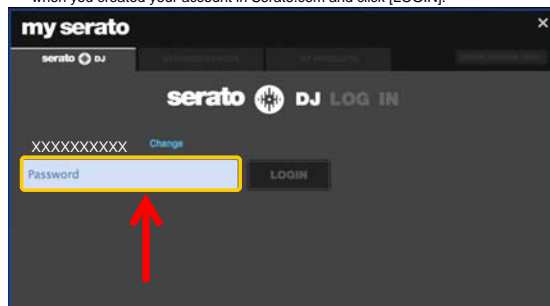 when you created your account in Serato.com and click [LOGIN].
my serato ×
serato DJ
serato DJ LOG IN
XXXXXXXXXX Change
Password LOGIN